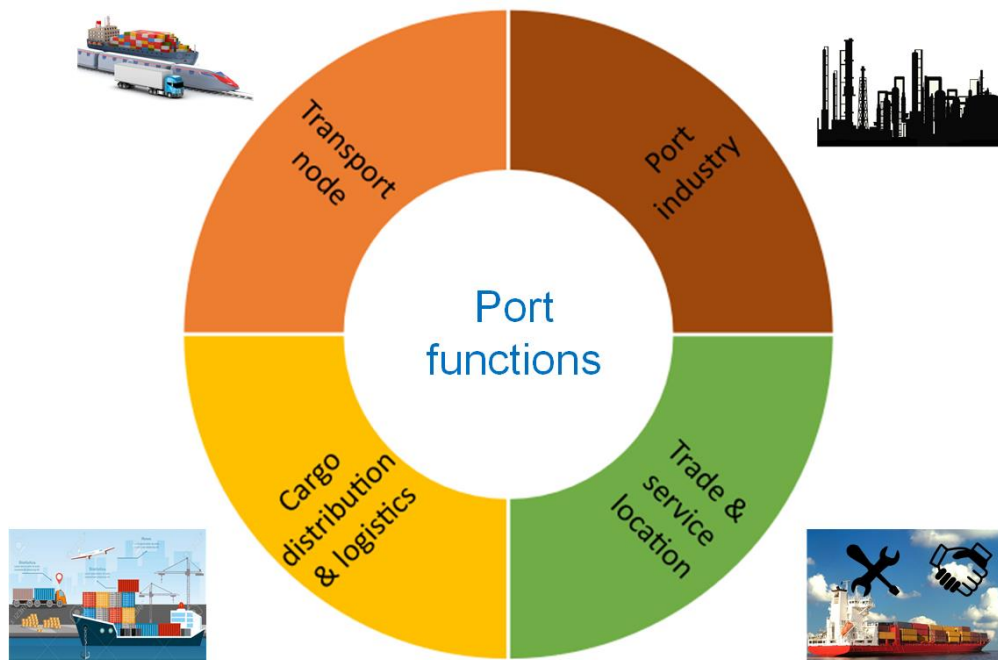 Transport
node
Port
industry
Port
functions
Cargo
distribution
& logistics
Trade &
service
location